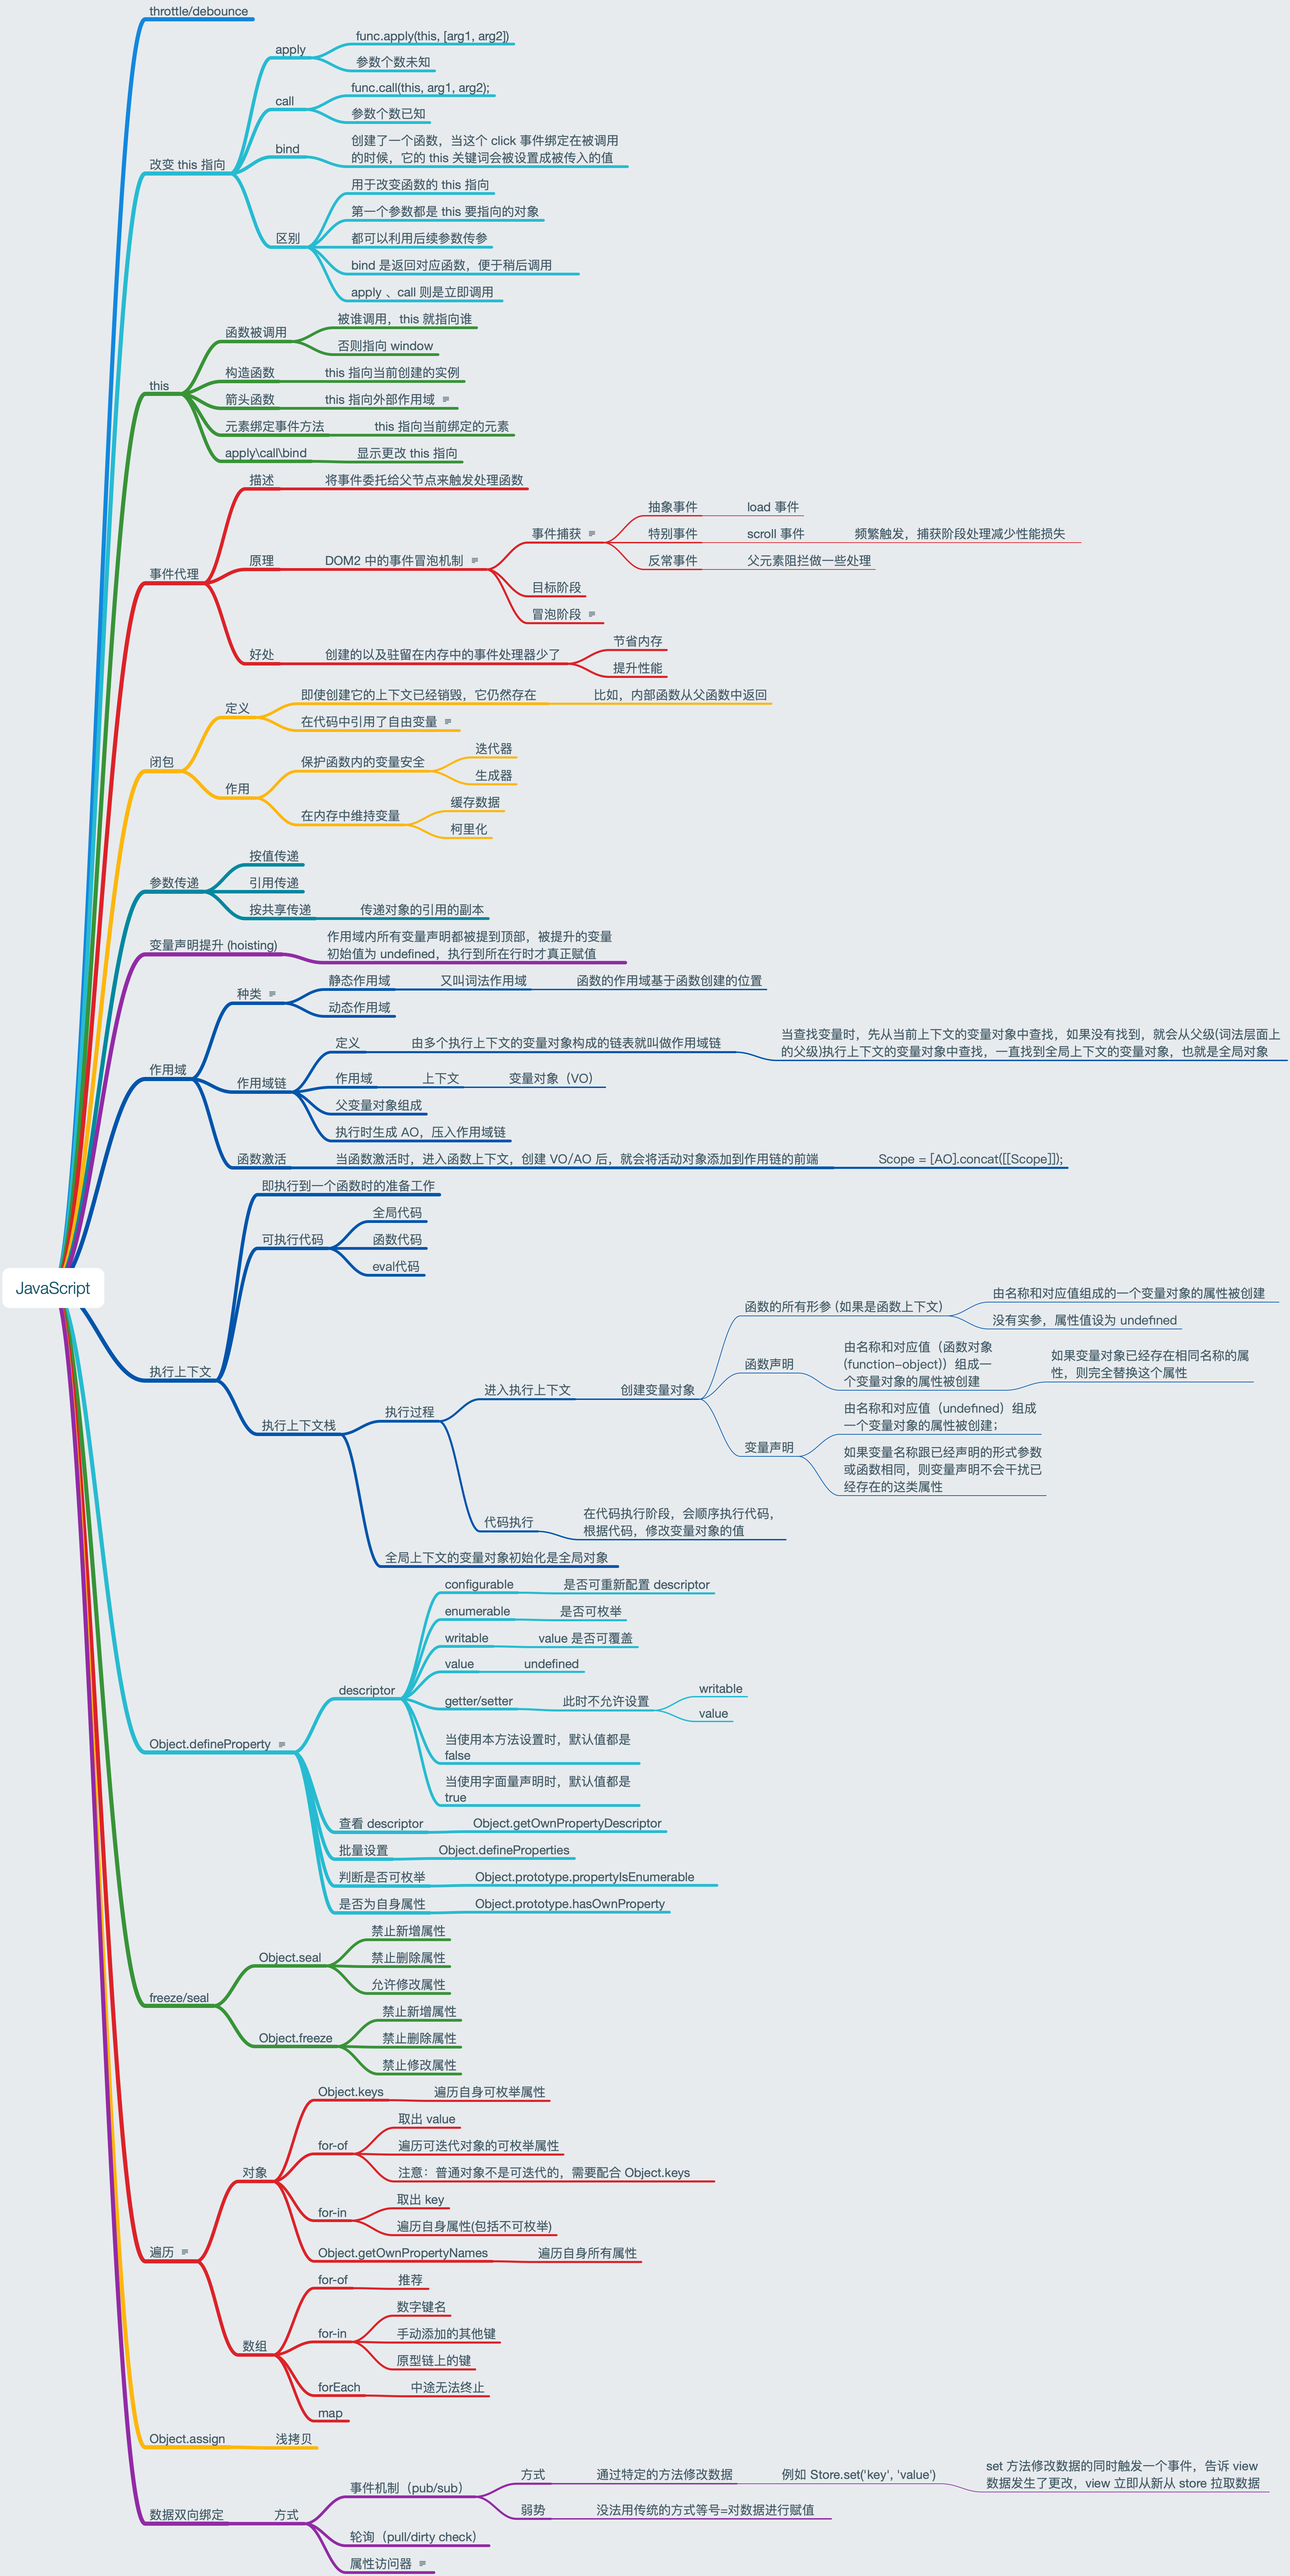 throttle/debounce
改变 this 指向
apply
func.apply(this, [arg1, arg2])
参数个数未知
call
func.call(this, arg1, arg2);
参数个数已知
bind
创建了一个函数，当这个 click 事件绑定在被调用
的时候，它的 this 关键词会被设置成被传入的值
区别
用于改变函数的 this 指向
第一个参数都是 this 要指向的对象
都可以利用后续参数传参
bind 是返回对应函数，便于稍后调用
apply 、call 则是立即调用
this
函数被调用
被谁调用，this 就指向谁
否则指向 window
构造函数
this 指向当前创建的实例
箭头函数
this 指向外部作用域
元素绑定事件方法
this 指向当前绑定的元素
apply\call\bind
显示更改 this 指向
事件代理
描述
将事件委托给父节点来触发处理函数
原理
DOM2 中的事件冒泡机制
事件捕获
抽象事件
load 事件
特别事件
scroll 事件
频繁触发，捕获阶段处理减少性能损失
反常事件
父元素阻拦做一些处理
目标阶段
冒泡阶段
好处
创建的以及驻留在内存中的事件处理器少了
节省内存
提升性能
闭包
定义
即使创建它的上下文已经销毁，它仍然存在
比如，内部函数从父函数中返回
在代码中引用了自由变量
作用
保护函数内的变量安全
迭代器
生成器
在内存中维持变量
缓存数据
柯里化
参数传递
按值传递
引用传递
按共享传递
传递对象的引用的副本
变量声明提升 (hoisting)
作用域内所有变量声明都被提到顶部，被提升的变量
初始值为 undefined，执行到所在行时才真正赋值
作用域
种类
静态作用域
又叫词法作用域
函数的作用域基于函数创建的位置
动态作用域
作用域链
定义
由多个执行上下文的变量对象构成的链表就叫做作用域链
当查找变量时，先从当前上下文的变量对象中查找，如果没有找到，就会从父级(词法层面上
的父级)执行上下文的变量对象中查找，一直找到全局上下文的变量对象，也就是全局对象
作用域
上下文
变量对象（VO）
父变量对象组成
执行时生成 AO，压入作用域链
函数激活
当函数激活时，进入函数上下文，创建 VO/AO 后，就会将活动对象添加到作用链的前端
Scope = [AO].concat([[Scope]]);
JavaScript
执行上下文
即执行到一个函数时的准备工作
可执行代码
全局代码
函数代码
eval代码
执行上下文栈
执行过程
进入执行上下文
创建变量对象
函数的所有形参 (如果是函数上下文)
由名称和对应值组成的一个变量对象的属性被创建
没有实参，属性值设为 undefined
函数声明
由名称和对应值（函数对象
(function-object)）组成一
个变量对象的属性被创建
如果变量对象已经存在相同名称的属
性，则完全替换这个属性
变量声明
由名称和对应值（undefined）组成
一个变量对象的属性被创建；
如果变量名称跟已经声明的形式参数
或函数相同，则变量声明不会干扰已
经存在的这类属性
代码执行
在代码执行阶段，会顺序执行代码，
根据代码，修改变量对象的值
全局上下文的变量对象初始化是全局对象
Object.defineProperty
descriptor
configurable
是否可重新配置 descriptor
enumerable
是否可枚举
writable
value 是否可覆盖
value
undefined
getter/setter
此时不允许设置
writable
value
当使用本方法设置时，默认值都是
false
当使用字面量声明时，默认值都是
true
查看 descriptor
Object.getOwnPropertyDescriptor
批量设置
Object.defineProperties
判断是否可枚举
Object.prototype.propertyIsEnumerable
是否为自身属性
Object.prototype.hasOwnProperty
freeze/seal
Object.seal
禁止新增属性
禁止删除属性
允许修改属性
Object.freeze
禁止新增属性
禁止删除属性
禁止修改属性
遍历
对象
Object.keys
遍历自身可枚举属性
for-of
取出 value
遍历可迭代对象的可枚举属性
注意：普通对象不是可迭代的，需要配合 Object.keys
for-in
取出 key
遍历自身属性(包括不可枚举)
Object.getOwnPropertyNames
遍历自身所有属性
数组
for-of
推荐
for-in
数字键名
手动添加的其他键
原型链上的键
forEach
中途无法终止
map
Object.assign
浅拷贝
数据双向绑定
方式
事件机制（pub/sub）
方式
通过特定的方法修改数据
例如 Store.set('key', 'value')
set 方法修改数据的同时触发一个事件，告诉 view
数据发生了更改，view 立即从新从 store 拉取数据
弱势
没法用传统的方式等号=对数据进行赋值
轮询（pull/dirty check）
属性访问器